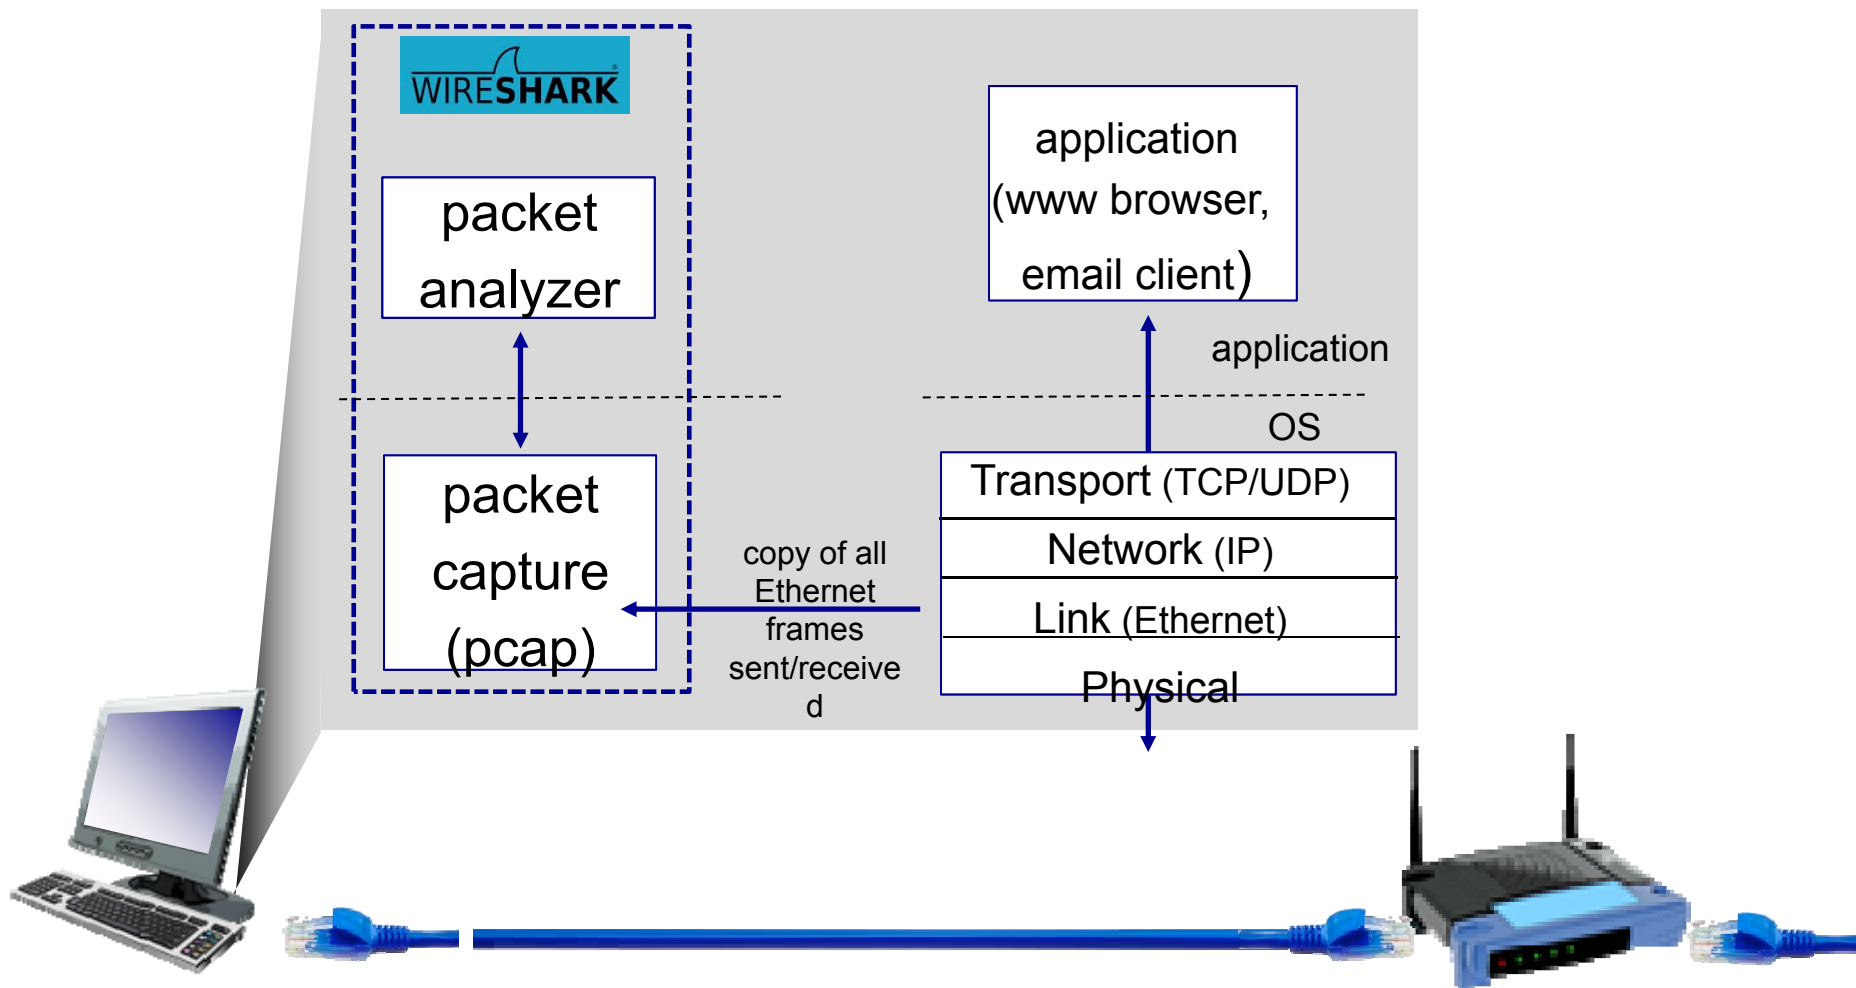 WIRESHARK®
packet
analyzer
packet
capture
(pcap)
copy of all
Ethernet
frames
sent/receive
d
application
(www browser,
email client)
application
OS
Transport (TCP/UDP)
Network (IP)
Link (Ethernet)
Physical